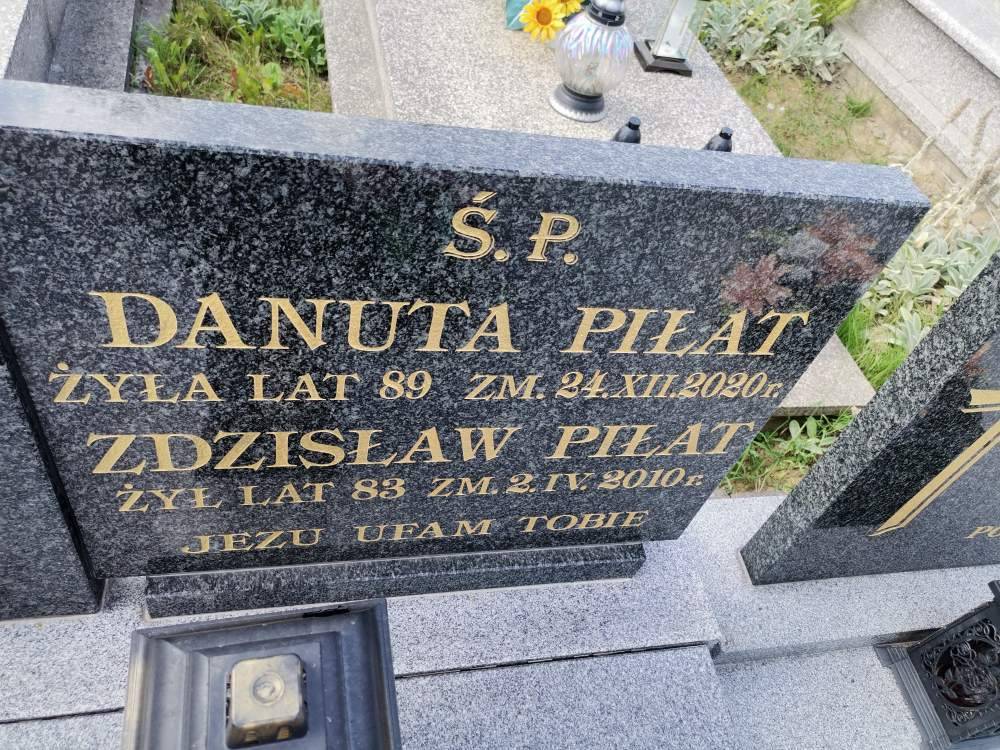 Ś. P.
DANUTA PIŁAT
ŻYŁA LAT 89 ZM. 24.XII.2020r.
ZDZISŁAW PIŁAT
ŻYŁ LAT 83 ZM. 2.IV.2010r.
JEZU UFAM TOBIE